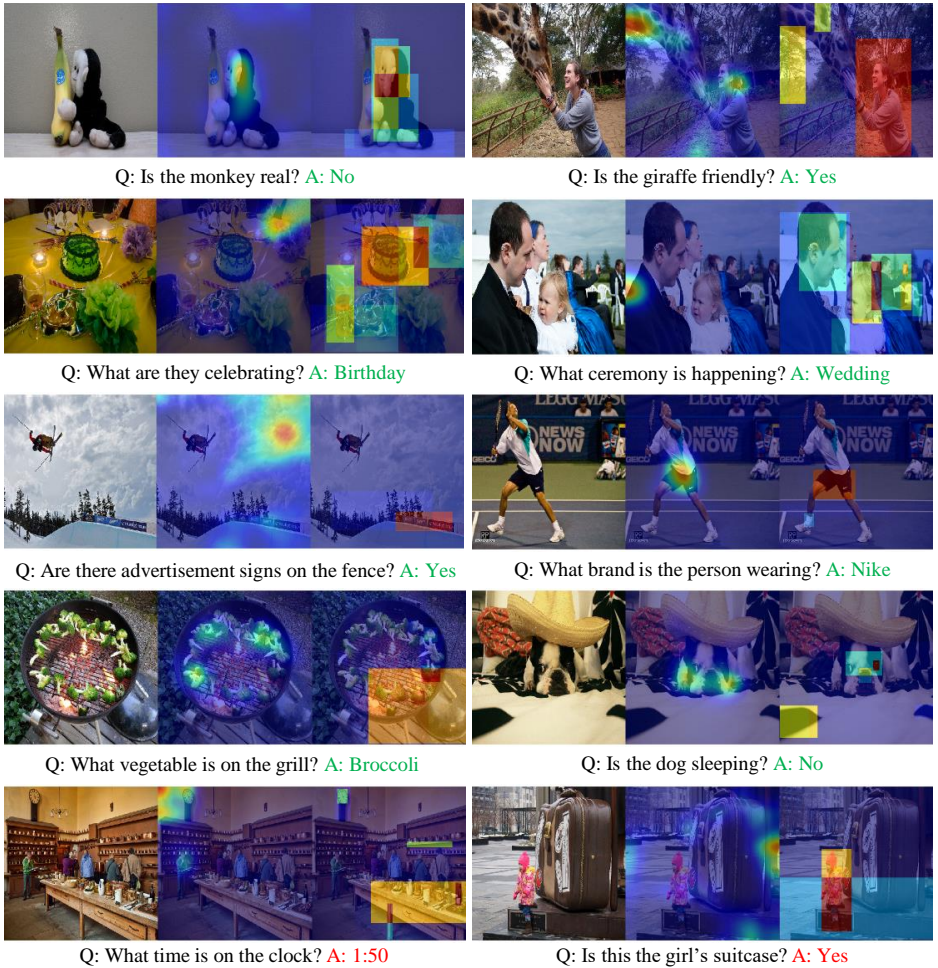 Q: Is the monkey real? A: No
Q: Is the giraffe friendly? A: Yes
Q: What are they celebrating? A: Birthday
Q: What ceremony is happening? A: Wedding
LEGG MASON
NEWS
NOW
GEICO
Q: Are there advertisement signs on the fence? A: Yes
Q: What brand is the person wearing? A: Nike
Q: What vegetable is on the grill? A: Broccoli
Q: Is the dog sleeping? A: No
Q: What time is on the clock? A: 1:50
Q: Is this the girl's suitcase? A: Yes